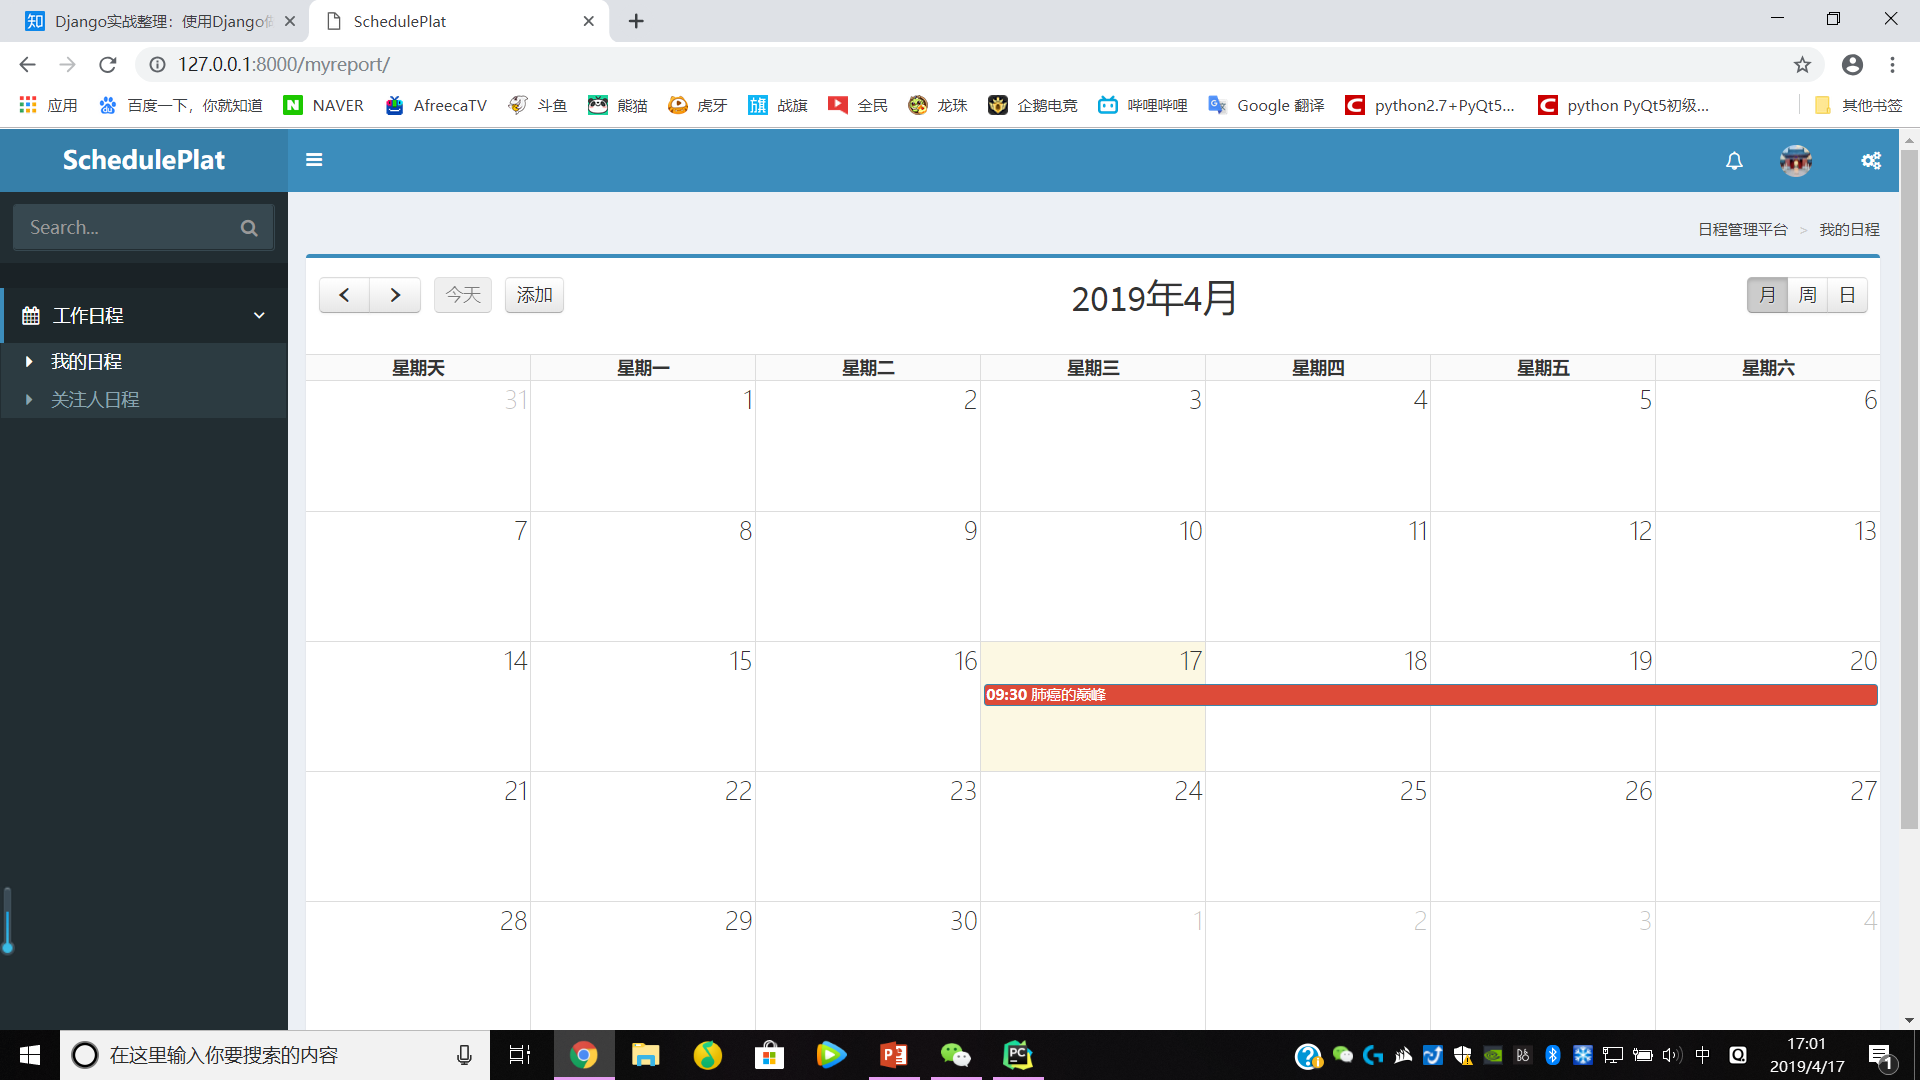 Django实战整理：使用Django
SchedulePlat
127.0.0.1:8000/myreport/
应用
百度一下，你就知道
NAVER
AfreecaTV
斗鱼
熊猫
虎牙
战旗
全民
龙珠
企鹅电竞
哔哩哔哩
Google 翻译
python2.7+PyQt5...
python PyQt5初级...
其他书签
SchedulePlat
Search...
日程管理平台 > 我的日程
工作日程
我的日程
关注人日程
今天
添加
2019年4月
月 周 日
星期天 星期一 星期二 星期三 星期四 星期五 星期六
31 1 2 3 4 5 6
7 8 9 10 11 12 13
14 15 16 17 18 19 20
09:30 肺癌的巅峰
21 22 23 24 25 26 27
28 29 30 1 2 3 4
在这里输入你要搜索的内容
中
17:01
2019/4/17
1